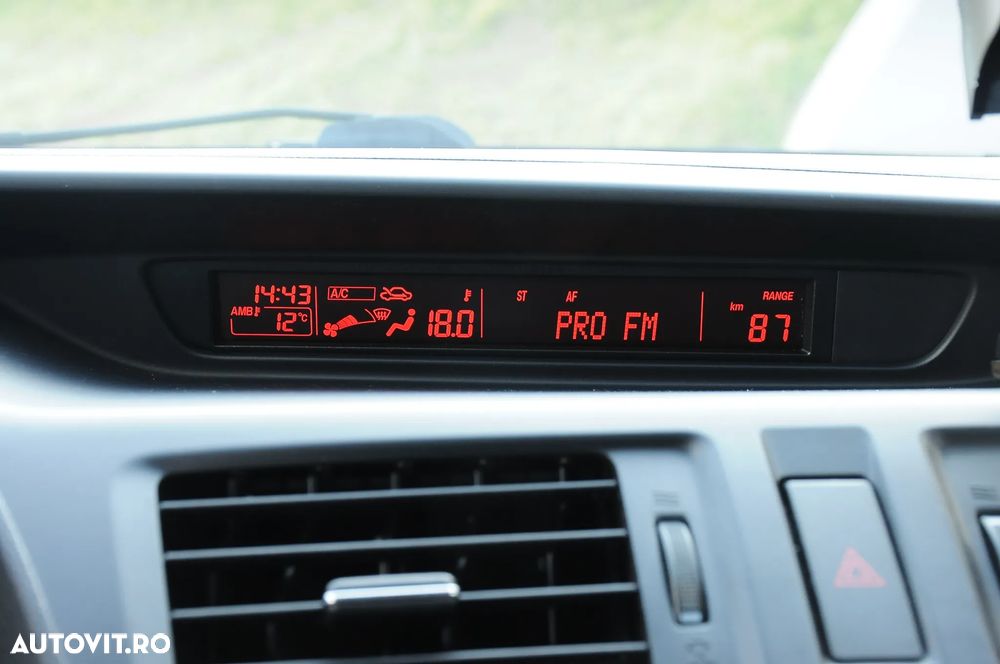 14:43
AMB
12°C
A/C
18.0
ST AF
PRO FM
RANGE
km 87
AUTOVIT.RO